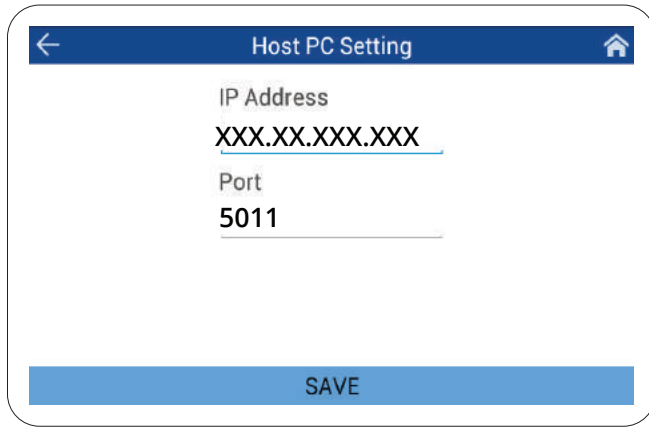 Host PC Setting
IP Address
XXX.XX.XXX.XXX
Port
5011
SAVE